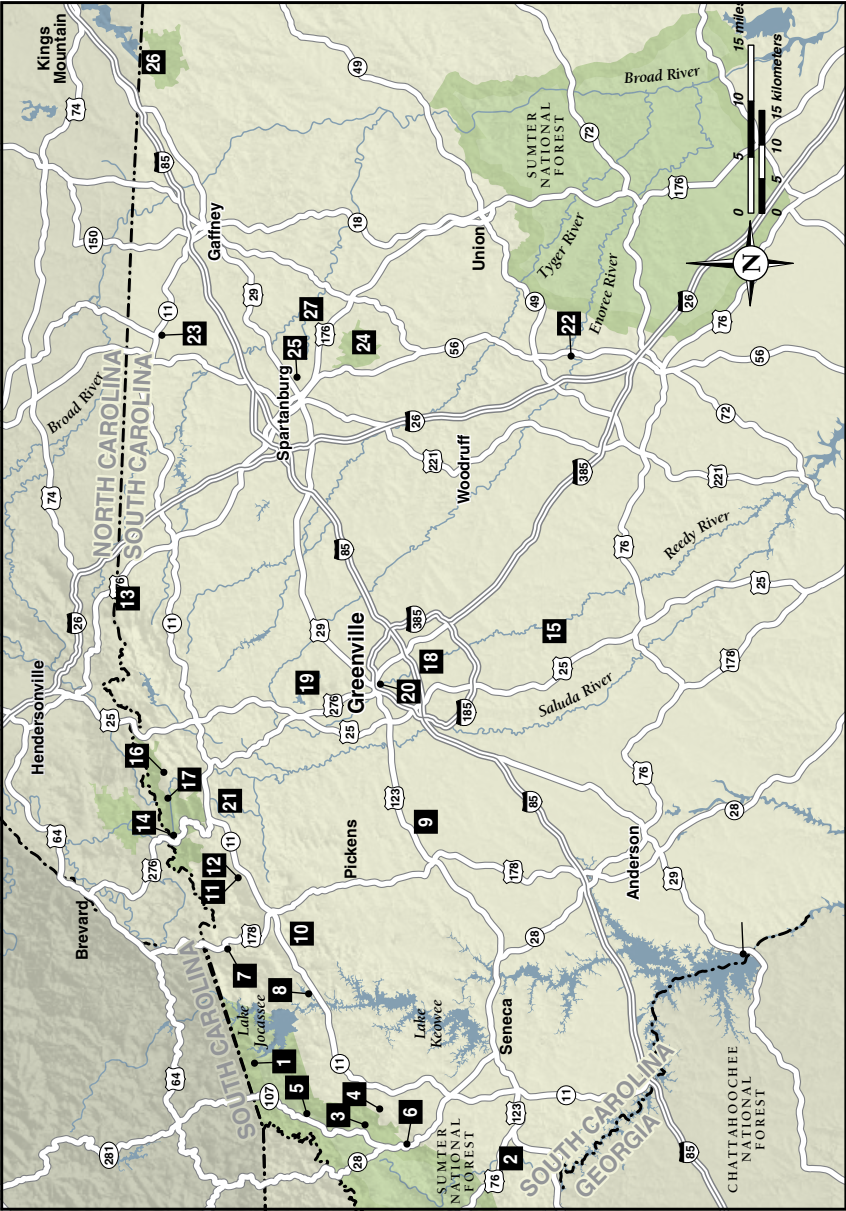 Hendersonville
Kings
Mountain
Brevard
64
276
25
26
74
74
150
Broad River
NORTH CAROLINA
SOUTH CAROLINA
281
64
SOUTH CAROLINA
178
14
16
17
13
76
11
11
23
85
26
28
107
Lake
Jocassee
1
7
11
12
11
21
Gaffney
29
5
8
10
19
Spartanburg
25
27
176
3
4
11
Pickens
276
25
29
Greenville
85
24
18
49
6
Lake
Keowee
123
9
20
18
385
26
221
Woodruff
56
Union
SUMTER
NATIONAL
FOREST
76
2
123
Seneca
28
178
85
185
25
15
385
49
22
Tyger River
Enoree River
SUMTER
NATIONAL
FOREST
72
Broad River
SOUTH CAROLINA
GEORGIA
11
Saluda River
76
Anderson
29
28
76
Reedy River
221
72
26
76
176
85
178
25
56
CHATTAHOOCHEE
NATIONAL
FOREST
N
0
5
10
15 miles
0
5
10
15 kilometers